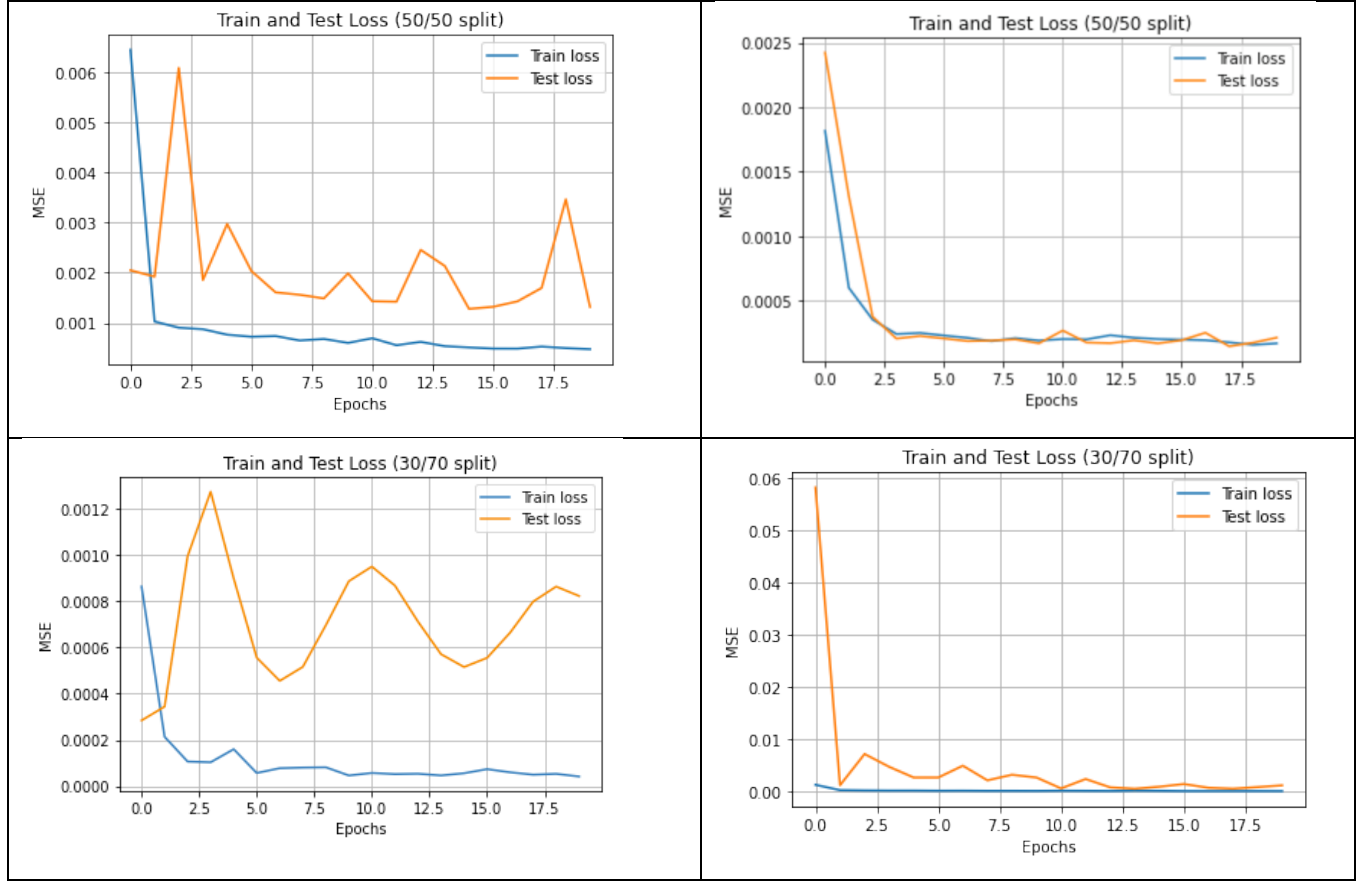 Train and Test Loss (50/50 split)
Train loss
Test loss
0.006
0.005
0.004
0.003
0.002
0.001
MSE
0.0 2.5 5.0 7.5 10.0 12.5 15.0 17.5
Epochs
Train and Test Loss (50/50 split)
Train loss
Test loss
0.0025
0.0020
0.0015
0.0010
0.0005
MSE
0.0 2.5 5.0 7.5 10.0 12.5 15.0 17.5
Epochs
Train and Test Loss (30/70 split)
Train loss
Test loss
0.0012
0.0010
0.0008
0.0006
0.0004
0.0002
0.0000
MSE
0.0 2.5 5.0 7.5 10.0 12.5 15.0 17.5
Epochs
Train and Test Loss (30/70 split)
Train loss
Test loss
0.06
0.05
0.04
0.03
0.02
0.01
0.00
MSE
0.0 2.5 5.0 7.5 10.0 12.5 15.0 17.5
Epochs